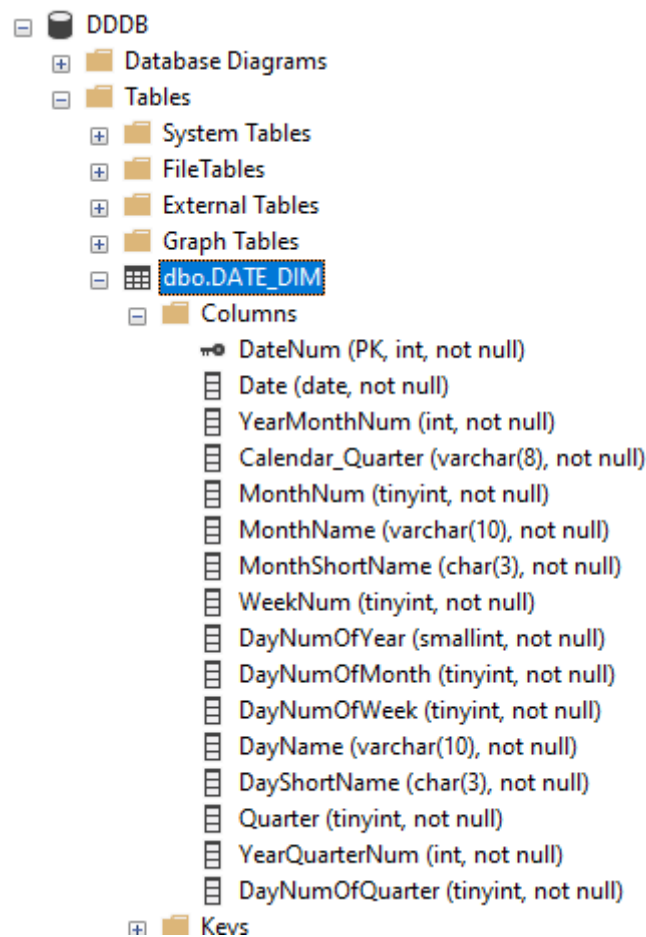 DDDB
Database Diagrams
Tables
System Tables
FileTables
External Tables
Graph Tables
dbo.DATE_DIM
Columns
DateNum (PK, int, not null)
Date (date, not null)
YearMonthNum (int, not null)
Calendar_Quarter (varchar(8), not null)
MonthNum (tinyint, not null)
MonthName (varchar(10), not null)
MonthShortName (char(3), not null)
WeekNum (tinyint, not null)
DayNumOfYear (smallint, not null)
DayNumOfMonth (tinyint, not null)
DayNumOfWeek (tinyint, not null)
DayName (varchar(10), not null)
DayShortName (char(3), not null)
Quarter (tinyint, not null)
YearQuarterNum (int, not null)
DayNumOfQuarter (tinyint, not null)
Keys